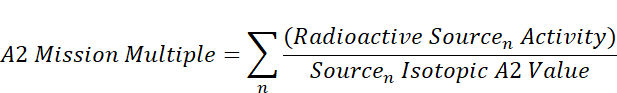 A2 Mission Multiple = ∑ₙ (Radioactive Sourceₙ Activity) / Sourceₙ Isotopic A2 Value